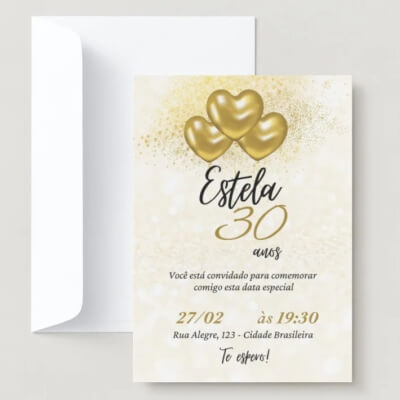 Estela
30
anos
Você está convidado para comemorar
comigo esta data especial
27/02 às 19:30
Rua Alegre, 123 - Cidade Brasileira
Te espero!